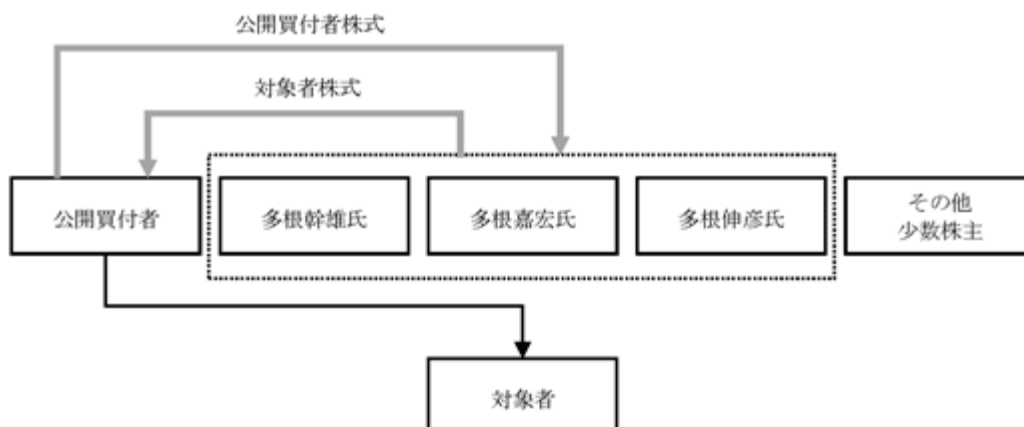 公開買付者株式
対象者株式
公開買付者
多根幹雄氏
多根嘉宏氏
多根伸彦氏
その他
少数株主
対象者